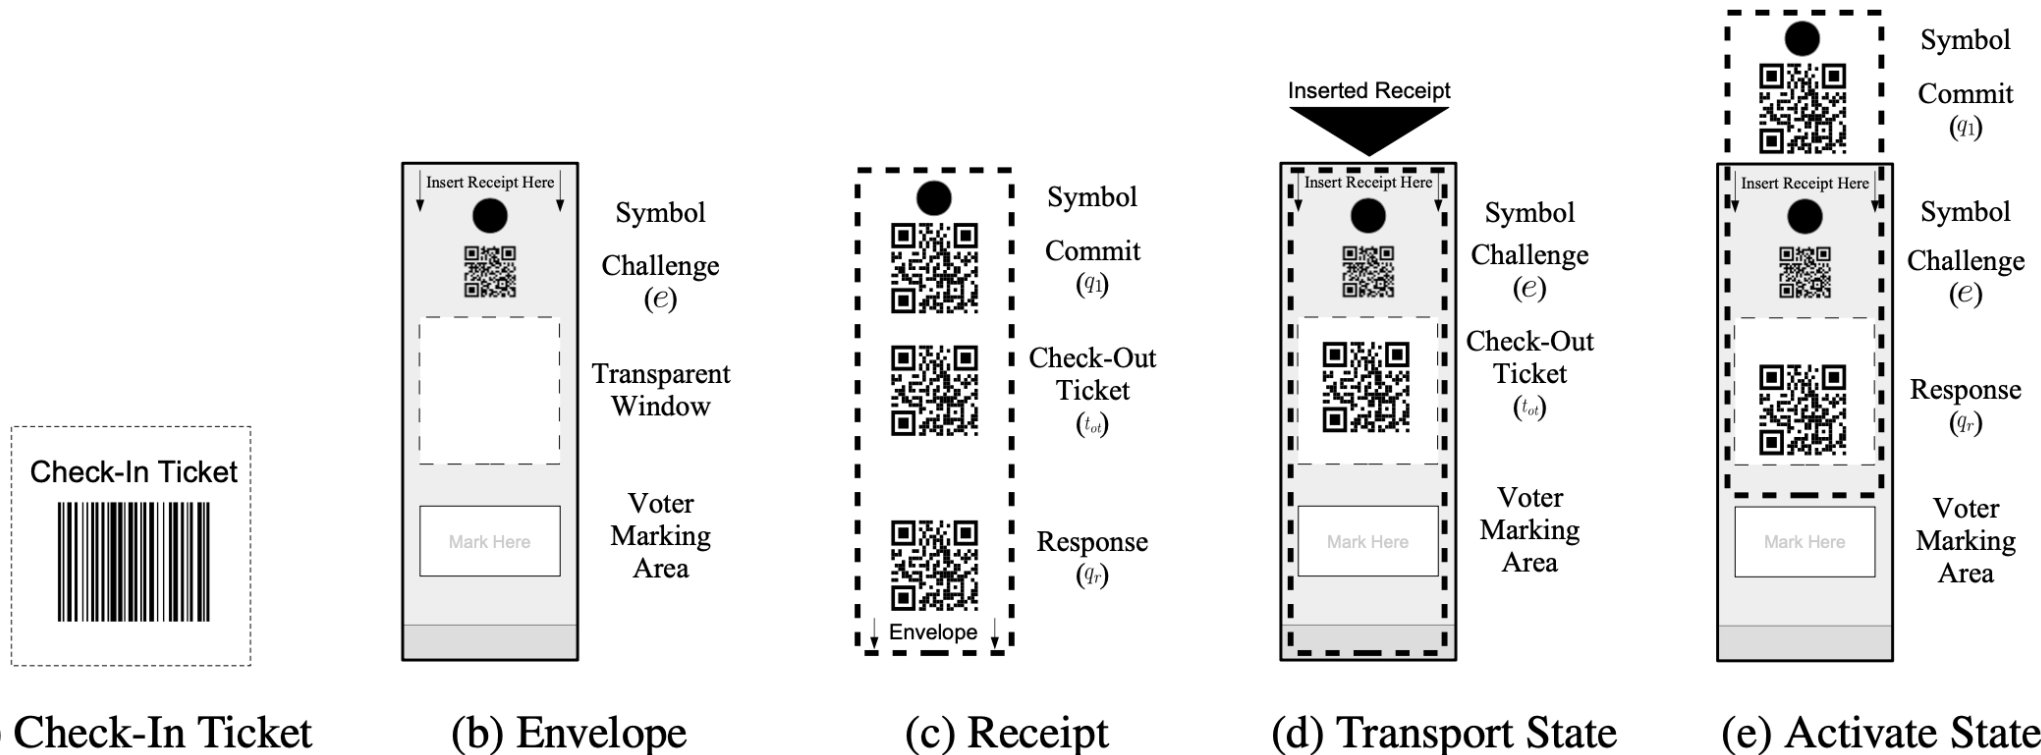 Check-In Ticket
) Check-In Ticket
Insert Receipt Here
Symbol
Challenge
(e)
Transparent
Window
Voter
Marking
Area
Mark Here
(b) Envelope
Symbol
Commit
(q1)
Check-Out
Ticket
(tot)
Response
(qr)
Envelope
(c) Receipt
Inserted Receipt
Insert Receipt Here
Symbol
Challenge
(e)
Check-Out
Ticket
(tot)
Voter
Marking
Area
Mark Here
(d) Transport State
Symbol
Commit
(q1)
Insert Receipt Here
Symbol
Challenge
(e)
Response
(qr)
Voter
Marking
Area
Mark Here
(e) Activate State